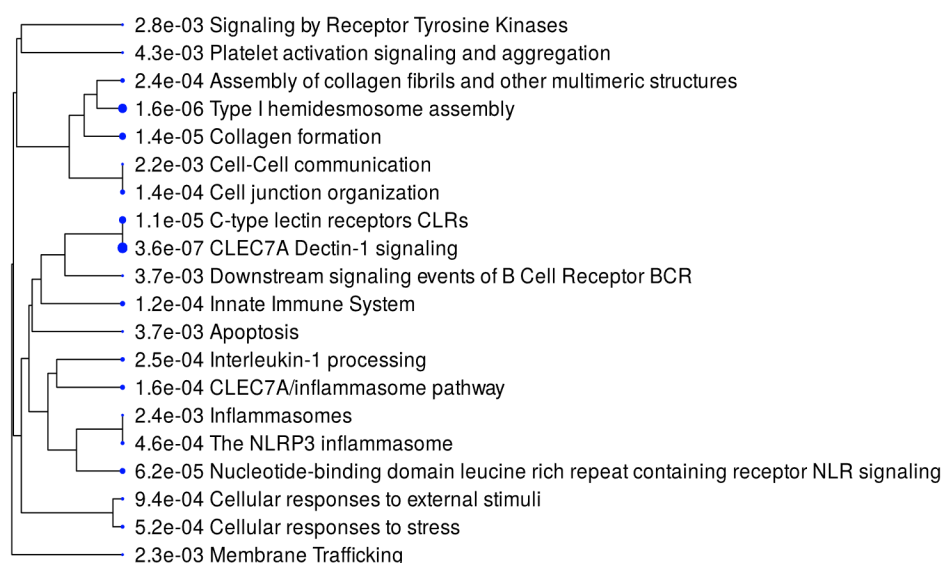 2.8e-03 Signaling by Receptor Tyrosine Kinases
4.3e-03 Platelet activation signaling and aggregation
2.4e-04 Assembly of collagen fibrils and other multimeric structures
1.6e-06 Type I hemidesmosome assembly
1.4e-05 Collagen formation
2.2e-03 Cell-Cell communication
1.4e-04 Cell junction organization
1.1e-05 C-type lectin receptors CLRs
3.6e-07 CLEC7A Dectin-1 signaling
3.7e-03 Downstream signaling events of B Cell Receptor BCR
1.2e-04 Innate Immune System
3.7e-03 Apoptosis
2.5e-04 Interleukin-1 processing
1.6e-04 CLEC7A/inflammasome pathway
2.4e-03 Inflammasomes
4.6e-04 The NLRP3 inflammasome
6.2e-05 Nucleotide-binding domain leucine rich repeat containing receptor NLR signaling
9.4e-04 Cellular responses to external stimuli
5.2e-04 Cellular responses to stress
2.3e-03 Membrane Trafficking